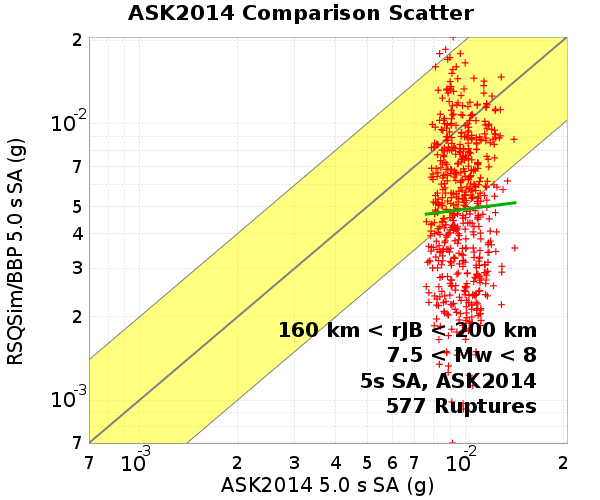 ASK2014 Comparison Scatter
RSQSim/BBP 5.0 s SA (g)
2
10-2
7
5
4
3
2
10-3
7
160 km < rJB < 200 km
7.5 < Mw < 8
5s SA, ASK2014
577 Ruptures
7 10-3 2 3 4 5 6 7 10-2 2
ASK2014 5.0 s SA (g)